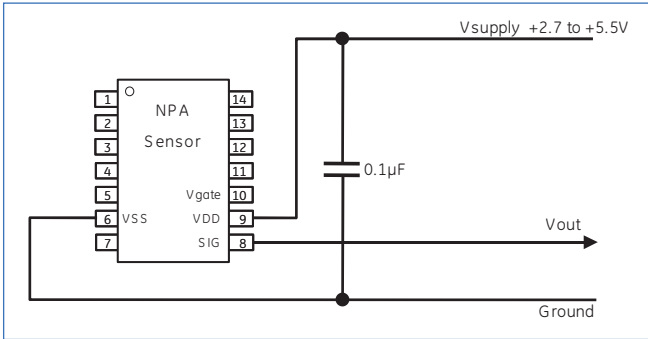 Vsupply +2.7 to +5.5V
1 14
NPA
2 13
Sensor
3 12
4 11
0.1µF
5 Vgate 10
6 VSS VDD 9
7 SIG 8
Vout
Ground